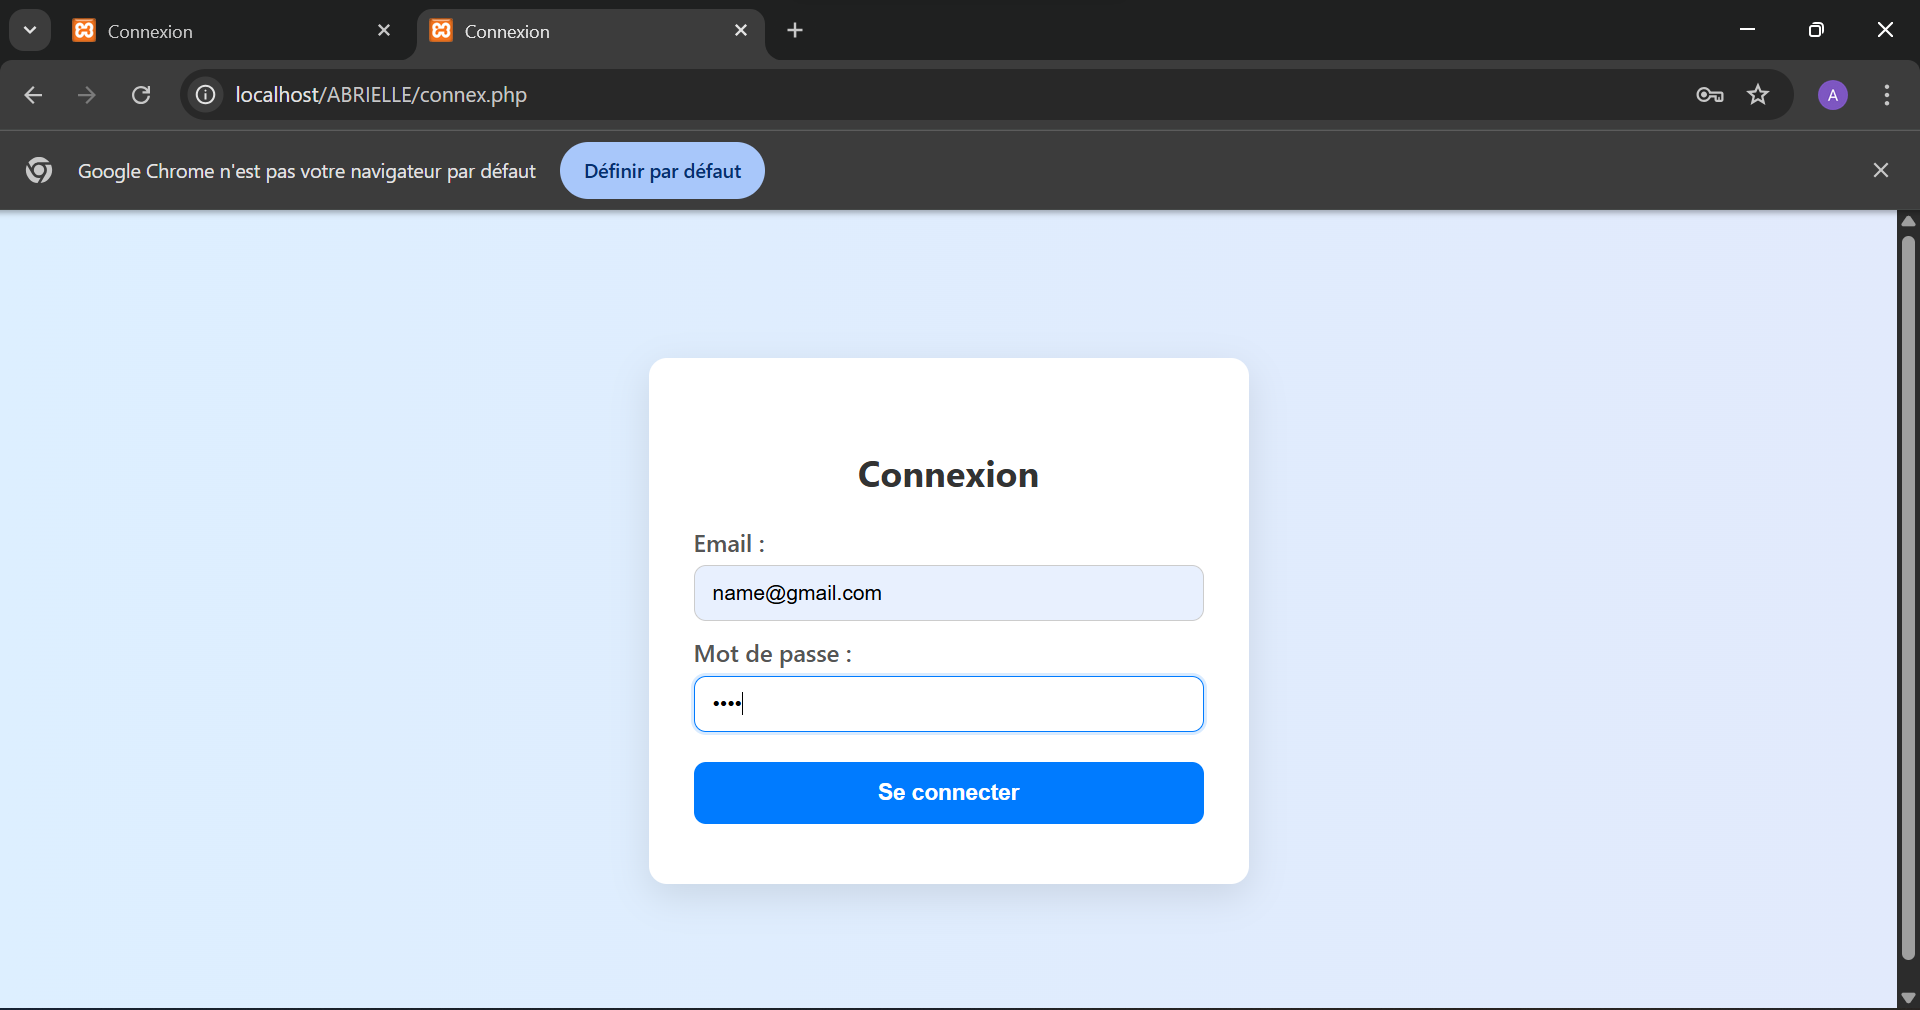 Connexion
Connexion
localhost/ABRIELLE/connex.php
A
Google Chrome n'est pas votre navigateur par défaut
Définir par défaut
Connexion
Email :
name@gmail.com
Mot de passe :
••••
Se connecter